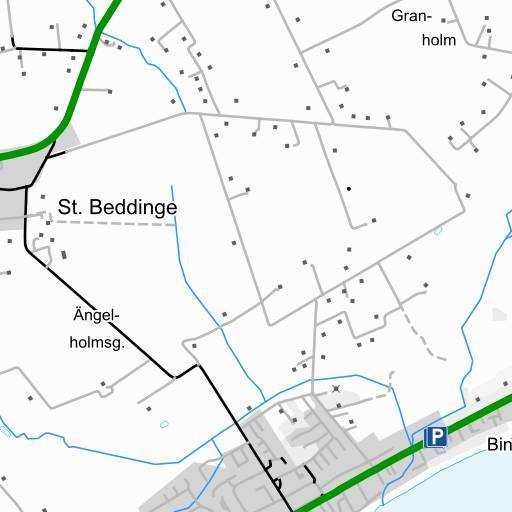 Gran-
holm
St. Beddinge
Ängel-
holmsg.
P
Bin